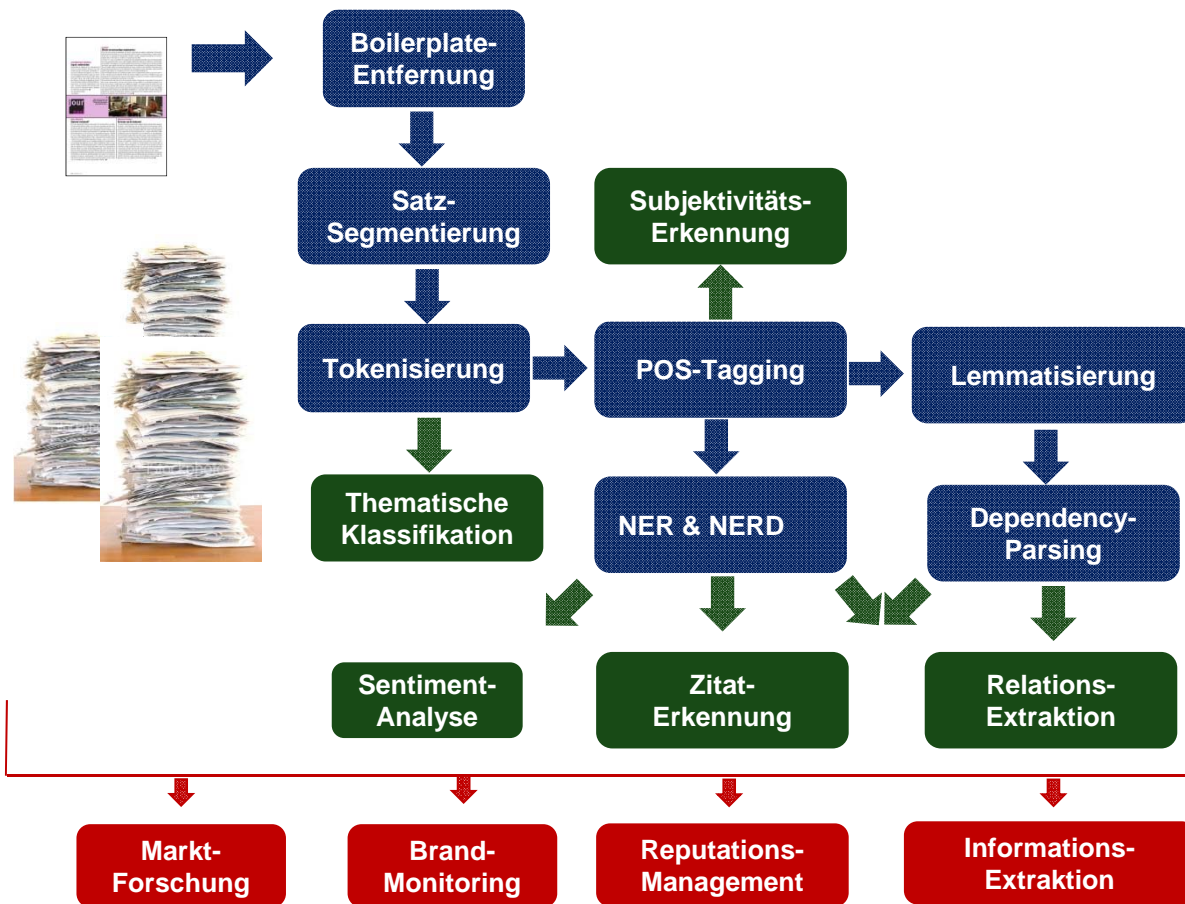 Boilerplate-
Entfernung
jour
Satz-
Segmentierung
Subjektivitäts-
Erkennung
Tokenisierung
POS-Tagging
Lemmatisierung
Thematische
Klassifikation
NER & NERD
Dependency-
Parsing
Sentiment-
Analyse
Zitat-
Erkennung
Relations-
Extraktion
Markt-
Forschung
Brand-
Monitoring
Reputations-
Management
Informations-
Extraktion